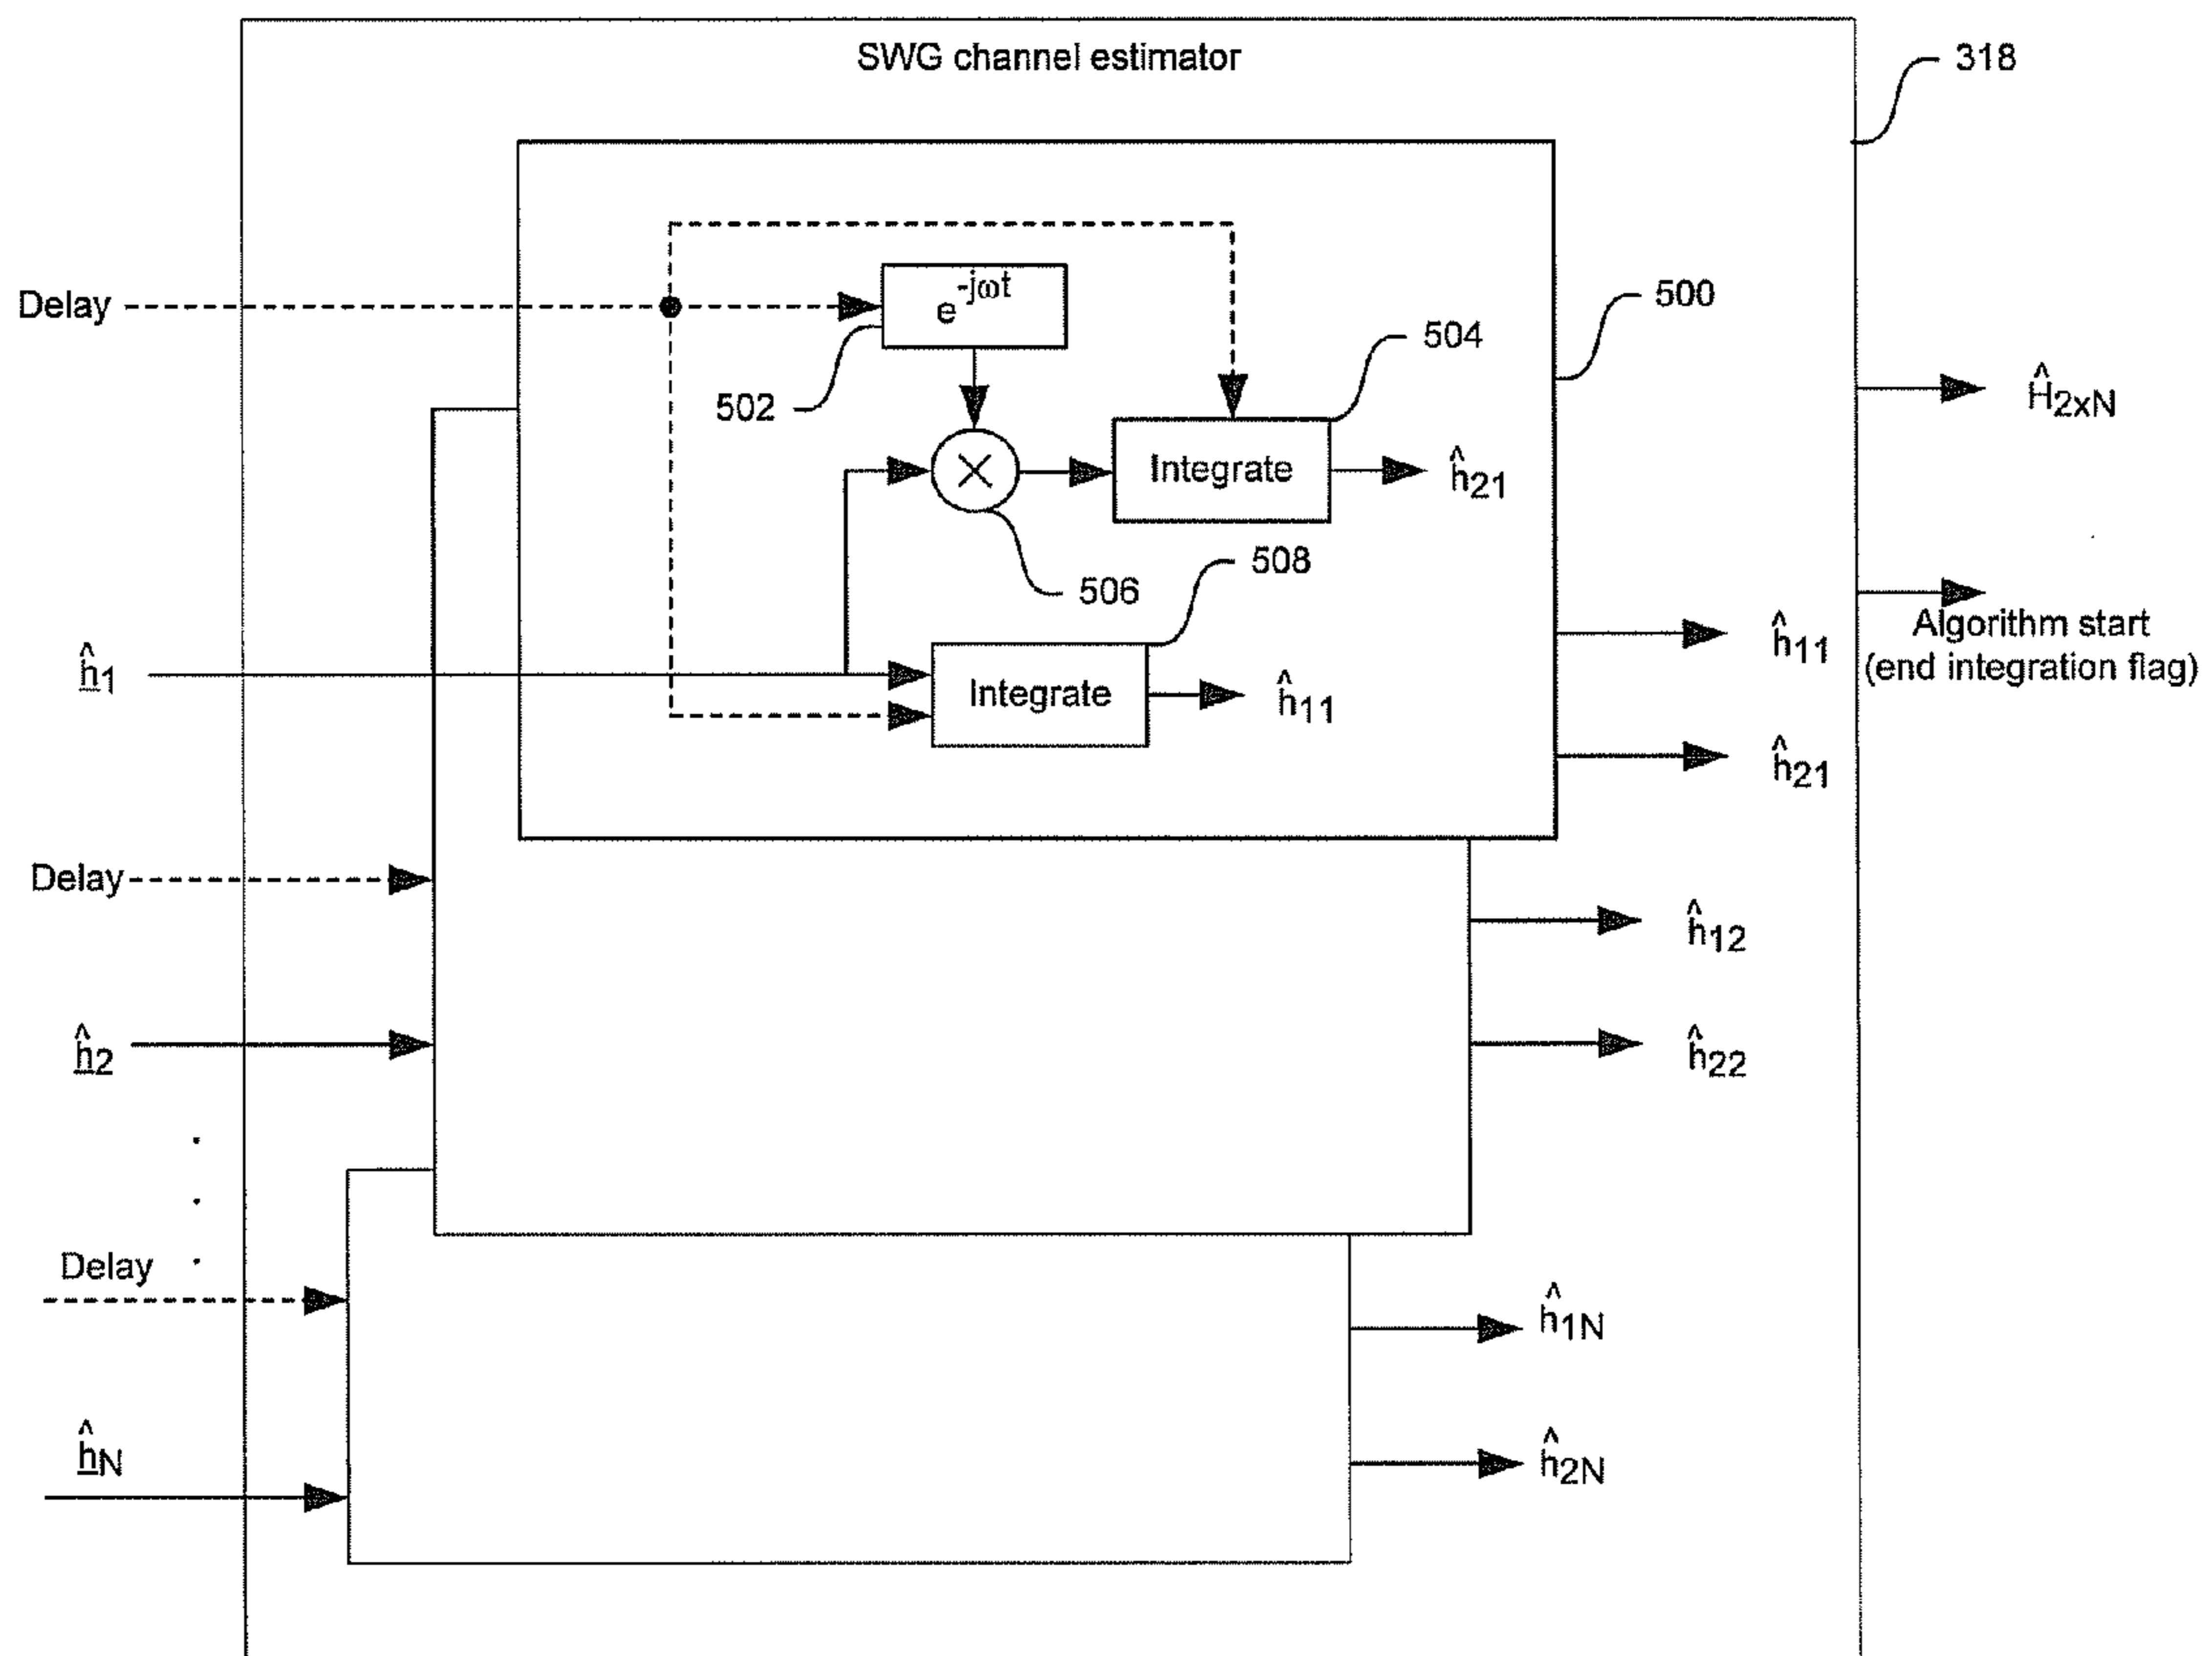 SWG channel estimator
318
500
Delay
e^-jωt
504
502
Ĥ2xN
Integrate
ĥ21
508
506
Algorithm start
(end integration flag)
ĥ11
ĥ1
Integrate
ĥ11
ĥ21
Delay
ĥ12
ĥ2
ĥ22
Delay
ĥ1N
ĥN
ĥ2N